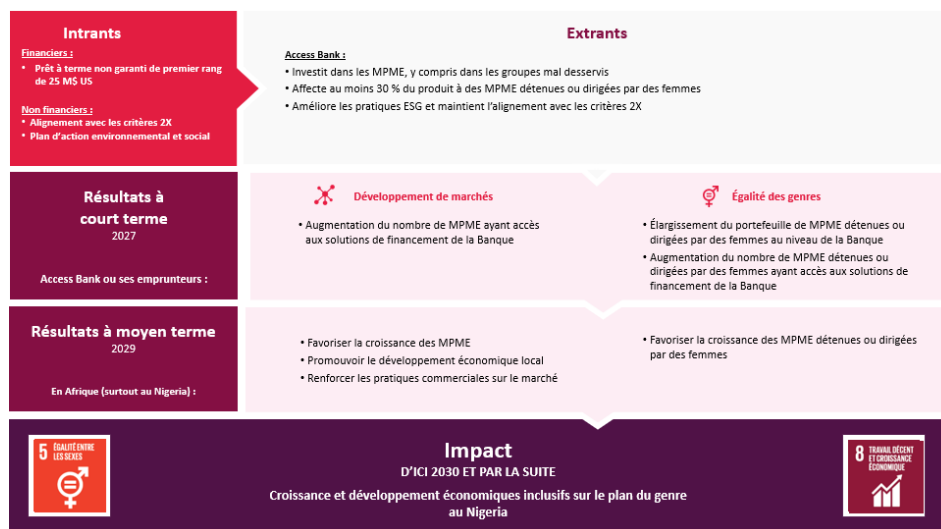 Intrants
Financiers :
• Prêt à terme non garanti de premier rang
de 25 M$ US
Non financiers :
• Alignement avec les critères 2X
• Plan d'action environnemental et social
Extrants
Access Bank :
• Investit dans les MPME, y compris dans les groupes mal desservis
• Affecte au moins 30 % du produit à des MPME détenues ou dirigées par des femmes
• Améliore les pratiques ESG et maintient l'alignement avec les critères 2X
Résultats à
court terme
2027
Access Bank ou ses emprunteurs :
Développement de marchés
• Augmentation du nombre de MPME ayant accès
aux solutions de financement de la Banque
Égalité des genres
• Élargissement du portefeuille de MPME détenues ou
dirigées par des femmes au niveau de la Banque
• Augmentation du nombre de MPME détenues ou
dirigées par des femmes ayant accès aux solutions de
financement de la Banque
Résultats à moyen terme
2029
En Afrique (surtout au Nigeria) :
• Favoriser la croissance des MPME
• Promouvoir le développement économique local
• Renforcer les pratiques commerciales sur le marché
• Favoriser la croissance des MPME détenues ou dirigées
par des femmes
5 ÉGALITÉ ENTRE
LES SEXES
Impact
D'ICI 2030 ET PAR LA SUITE
Croissance et développement économiques inclusifs sur le plan du genre
au Nigeria
8 TRAVAIL DÉCENT
ET CROISSANCE
ÉCONOMIQUE